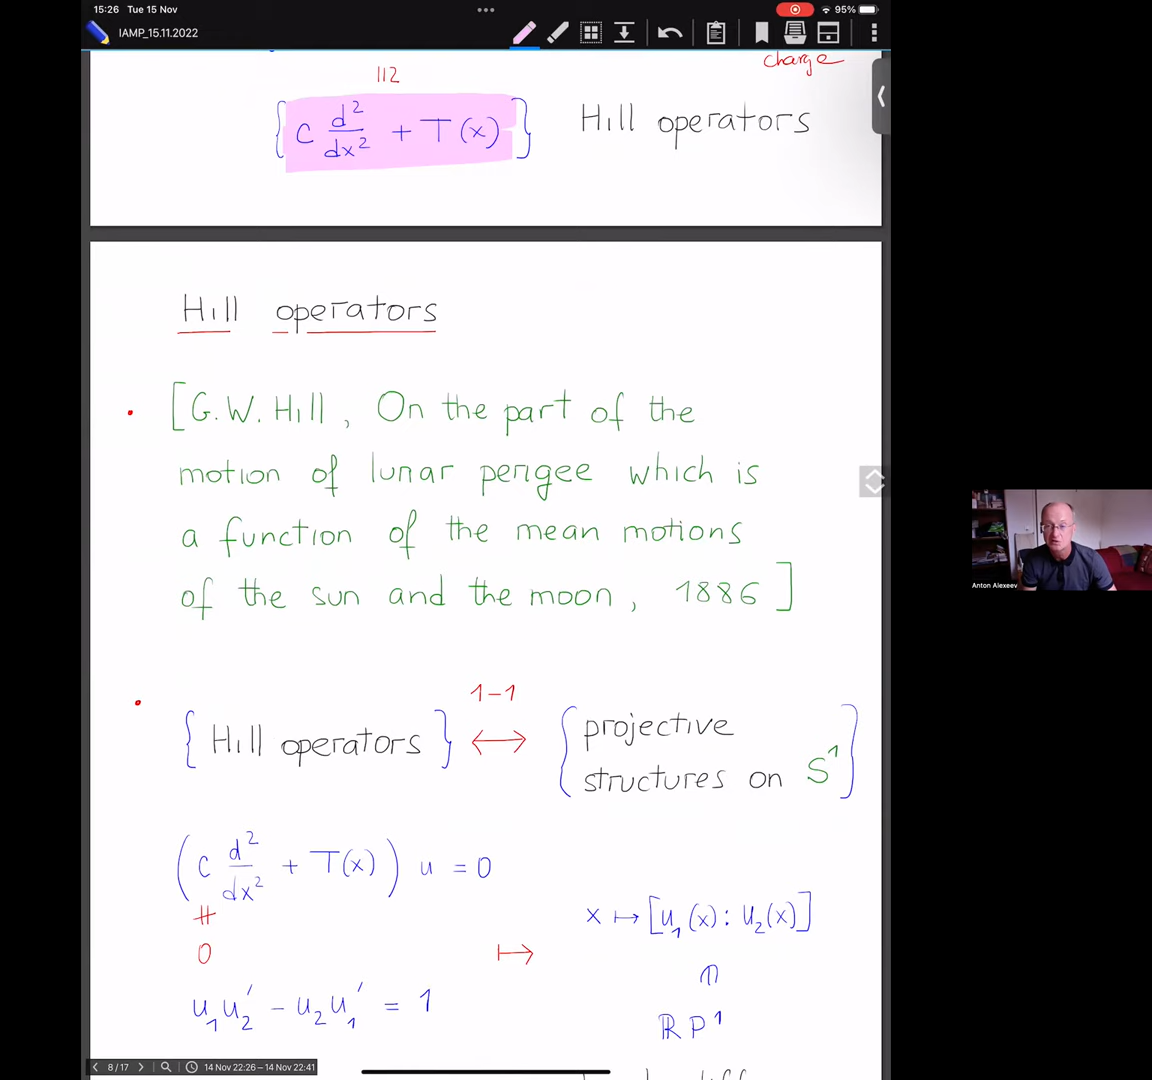 15:26 Tue 15 Nov
95%
IAMP_15.11.2022
charge
112
{ c d²/dx² + T(x) } Hill operators
Hill operators
[G.W. Hill, On the part of the
motion of lunar perigee which is
a function of the mean motions
of the sun and the moon, 1886]
1-1
{ Hill operators } ↔ { projective
structures on S¹ }
( c d²/dx² + T(x) ) u = 0
≠
0
x ↦ [u₁(x) : u₂(x)]
↦
∩
u₁u₂' - u₂u₁' = 1
ℝP¹
8/17
14 Nov 22:26 – 14 Nov 22:41
Anton Alexeev